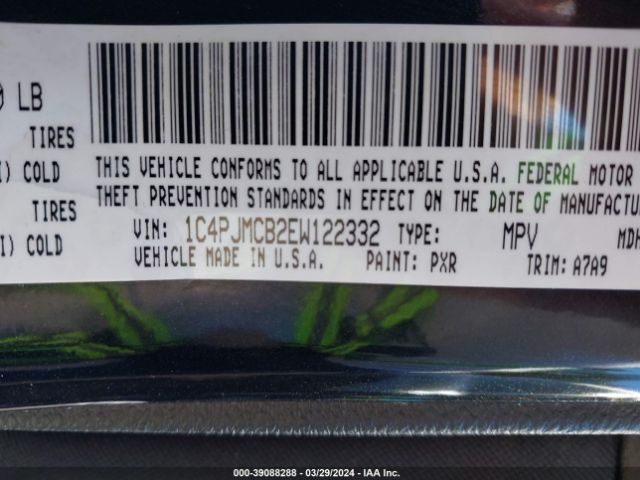 0 LB
TIRES
I) COLD
TIRES
I) COLD
THIS VEHICLE CONFORMS TO ALL APPLICABLE U.S.A. FEDERAL MOTOR
THEFT PREVENTION STANDARDS IN EFFECT ON THE DATE OF MANUFACTU
VIN: 1C4PJMCB2EW122332 TYPE: MPV MDH
VEHICLE MADE IN U.S.A. PAINT: PXR TRIM: A7A9
000-39088288 - 03/29/2024 - IAA Inc.